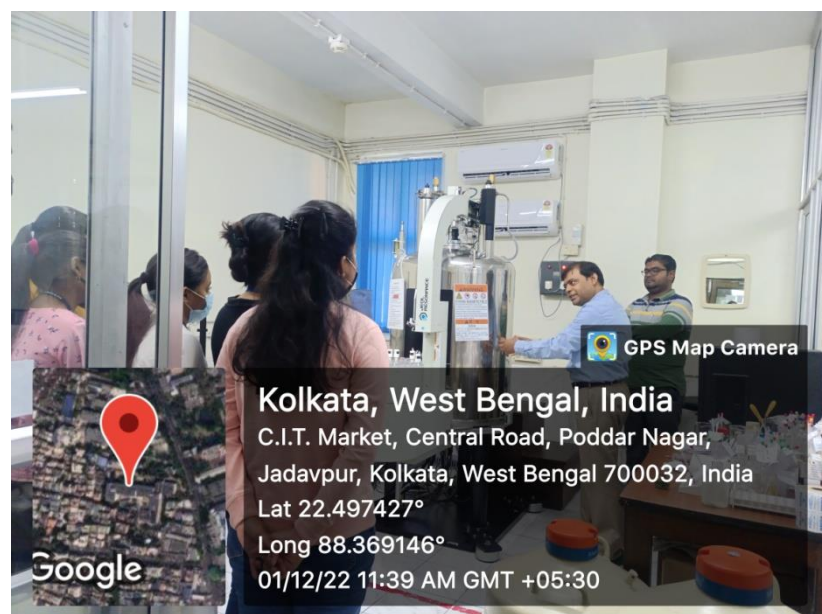 GPS Map Camera
Kolkata, West Bengal, India
C.I.T. Market, Central Road, Poddar Nagar,
Jadavpur, Kolkata, West Bengal 700032, India
Lat 22.497427°
Long 88.369146°
01/12/22 11:39 AM GMT +05:30
Google